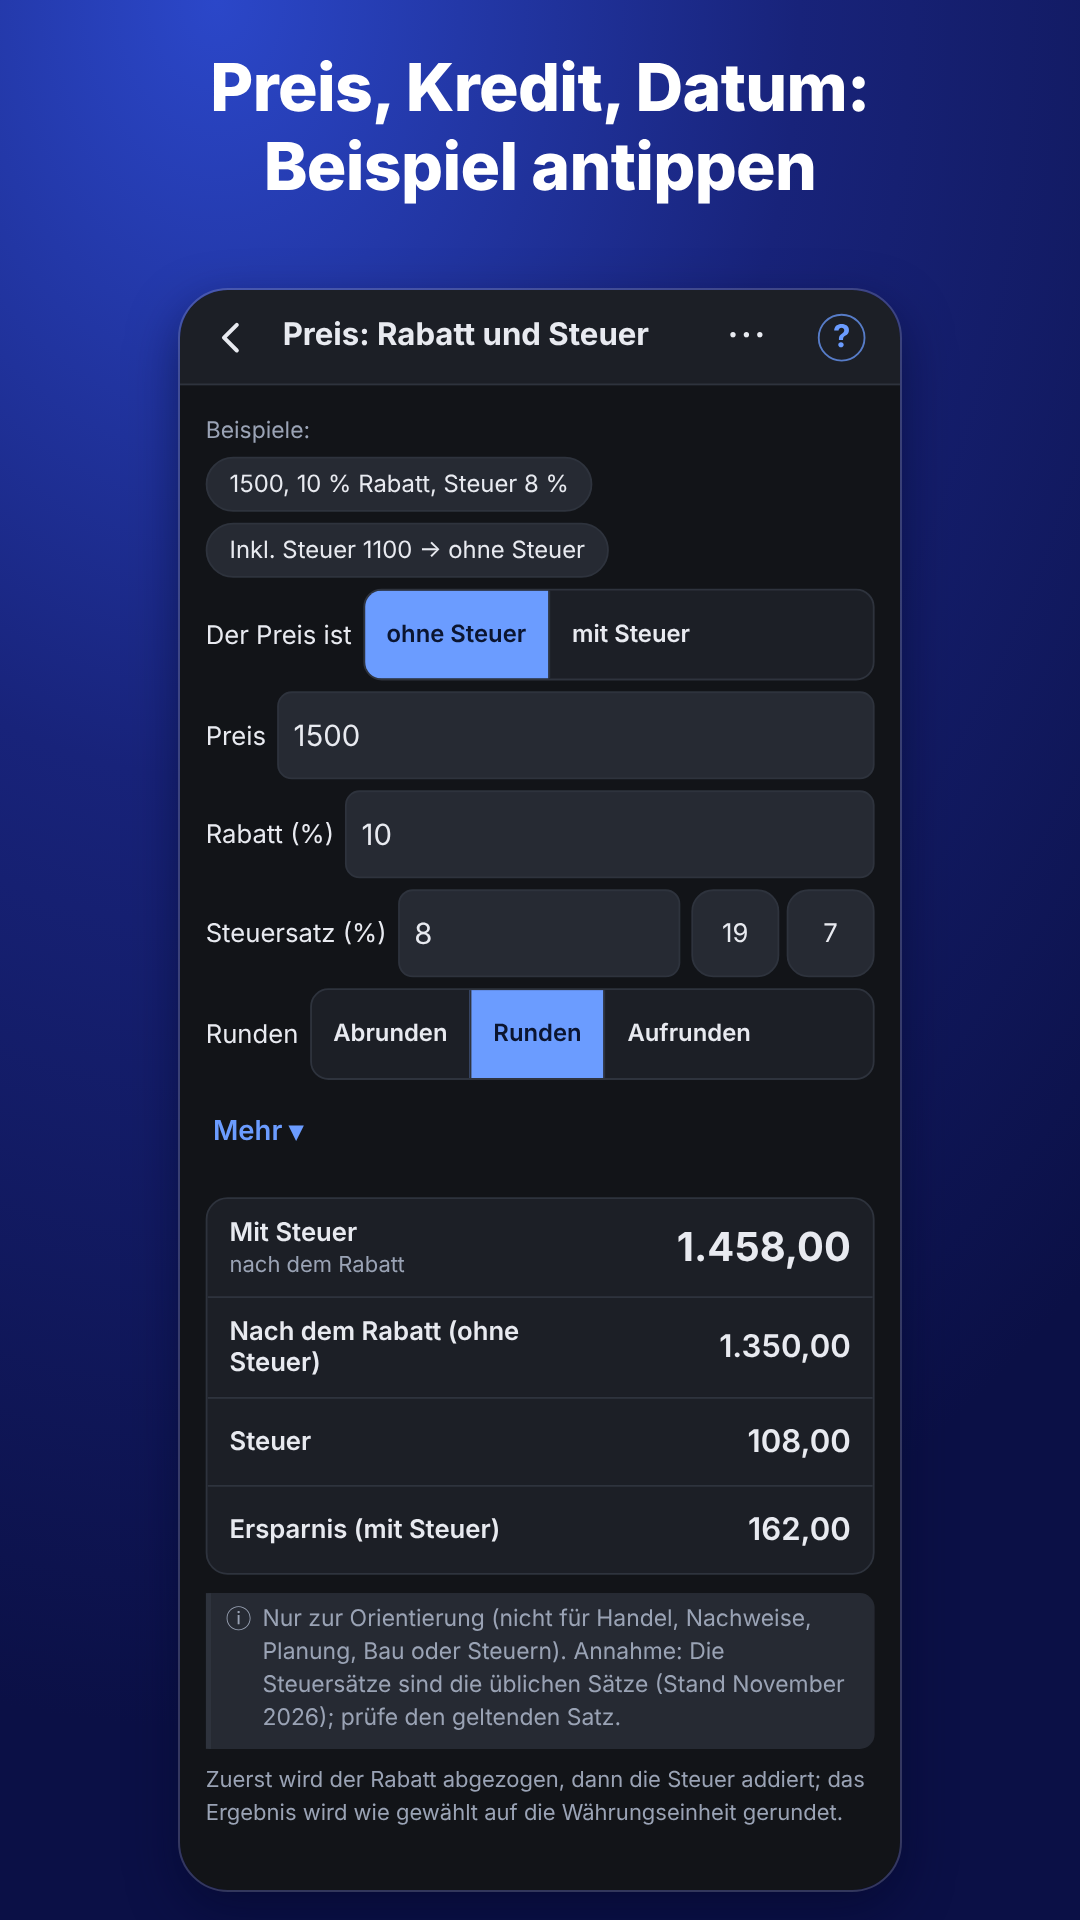 Preis, Kredit, Datum:
Beispiel antippen
Preis: Rabatt und Steuer ··· ?
Beispiele:
1500, 10 % Rabatt, Steuer 8 %
Inkl. Steuer 1100 → ohne Steuer
Der Preis ist ohne Steuer mit Steuer
Preis 1500
Rabatt (%) 10
Steuersatz (%) 8 19 7
Runden Abrunden Runden Aufrunden
Mehr ▾
Mit Steuer 1.458,00
nach dem Rabatt
Nach dem Rabatt (ohne
Steuer) 1.350,00
Steuer 108,00
Ersparnis (mit Steuer) 162,00
ⓘ Nur zur Orientierung (nicht für Handel, Nachweise,
Planung, Bau oder Steuern). Annahme: Die
Steuersätze sind die üblichen Sätze (Stand November
2026); prüfe den geltenden Satz.
Zuerst wird der Rabatt abgezogen, dann die Steuer addiert; das
Ergebnis wird wie gewählt auf die Währungseinheit gerundet.